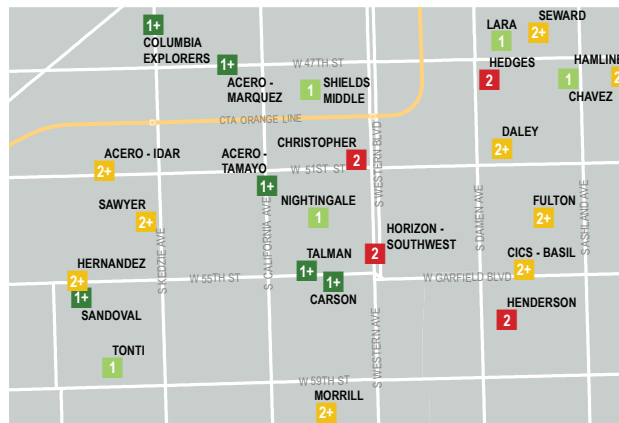 1+
COLUMBIA
EXPLORERS
LARA
1
SEWARD
2+
HEDGES
2
HAMLINE
2
1
CHAVEZ
W 47TH ST
1+
ACERO -
MARQUEZ
1
SHIELDS
MIDDLE
CTA ORANGE LINE
S WESTERN BLVD
CHRISTOPHER
2
DALEY
2+
ACERO - IDAR
2+
ACERO -
TAMAYO
1+
W 51ST ST
SAWYER
2+
NIGHTINGALE
1
FULTON
2+
S KEDZIE AVE
S CALIFORNIA AVE
S DAMEN AVE
S ASHLAND AVE
HORIZON -
SOUTHWEST
2
HERNANDEZ
2+
1+
SANDOVAL
W 55TH ST
TALMAN
1+
1+
CARSON
CICS - BASIL
2+
W GARFIELD BLVD
2
HENDERSON
S WESTERN AVE
TONTI
1
W 59TH ST
MORRILL
2+